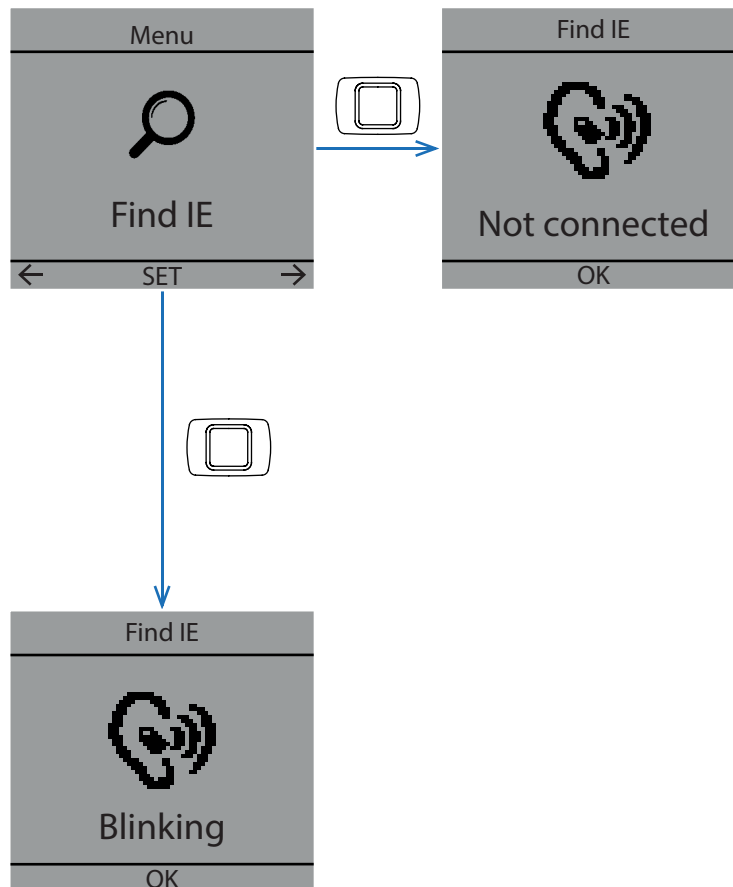 Menu
Find IE
← SET →
Find IE
Not connected
OK
Find IE
Blinking
OK